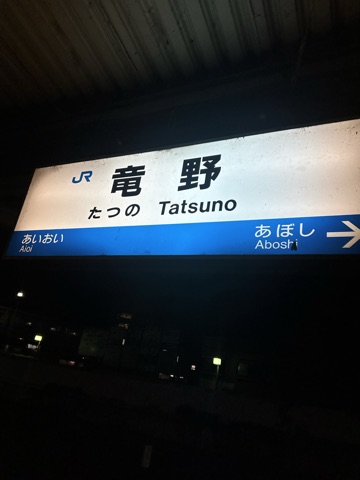 JR 竜野
たつの Tatsuno
あいおい
Aioi
あぼし
Aboshi